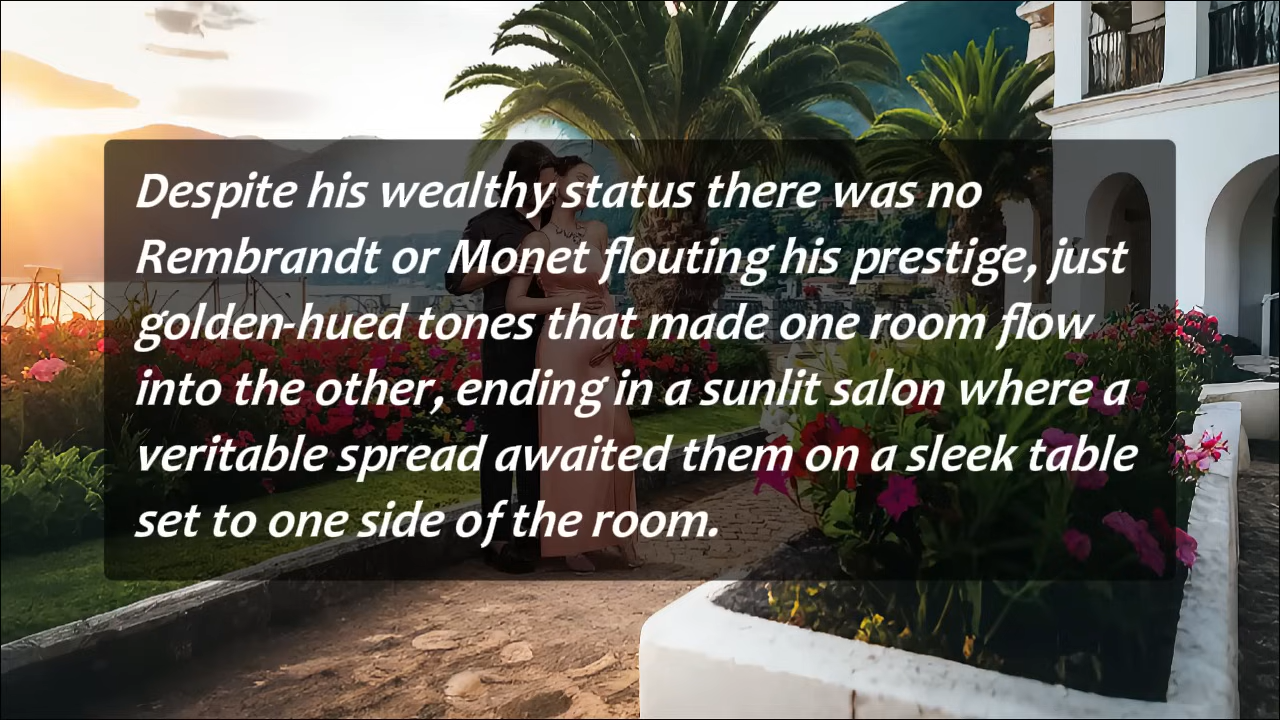 Despite his wealthy status there was no
Rembrandt or Monet flouting his prestige, just
golden-hued tones that made one room flow
into the other, ending in a sunlit salon where a
veritable spread awaited them on a sleek table
set to one side of the room.